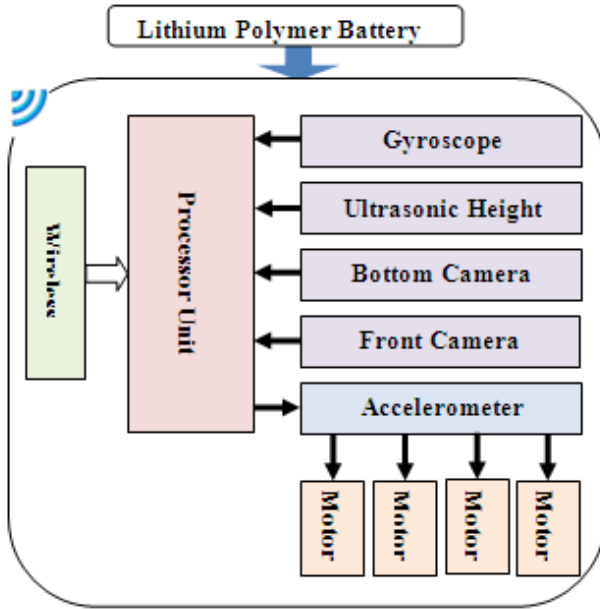 Lithium Polymer Battery
Gyroscope
Ultrasonic Height
Bottom Camera
Front Camera
Accelerometer
Processor Unit
Wireless
Motor
Motor
Motor
Motor